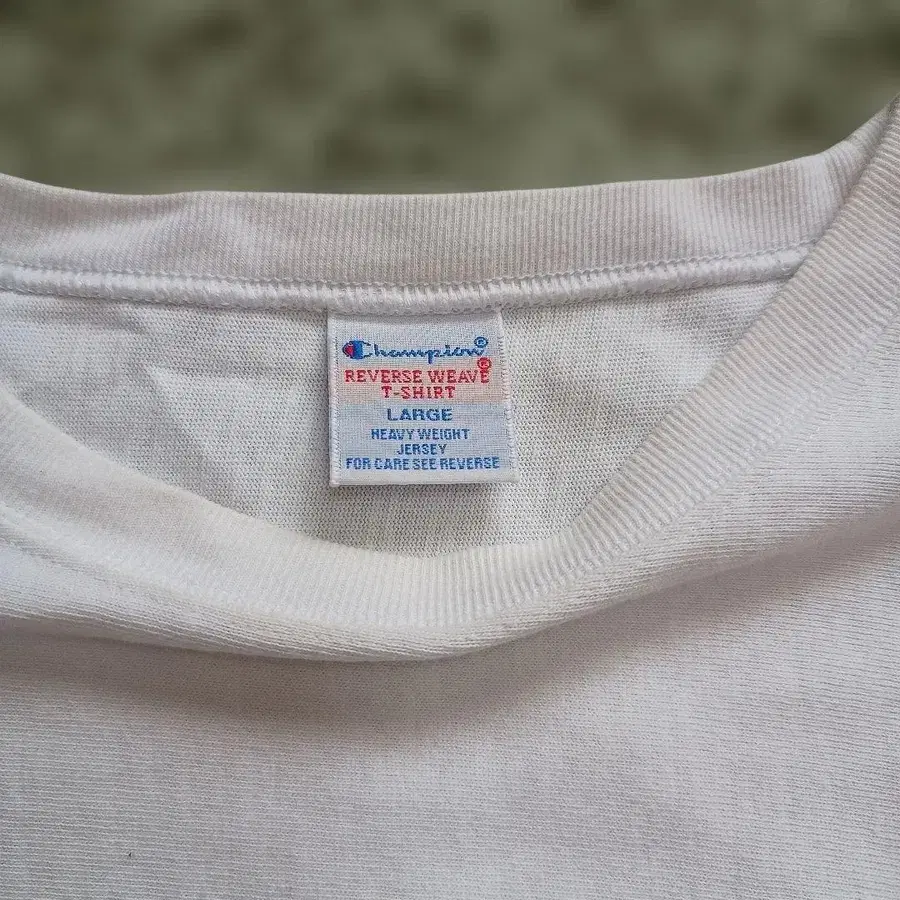 Champion®
REVERSE WEAVE®
T-SHIRT
LARGE
HEAVY WEIGHT
JERSEY
FOR CARE SEE REVERSE